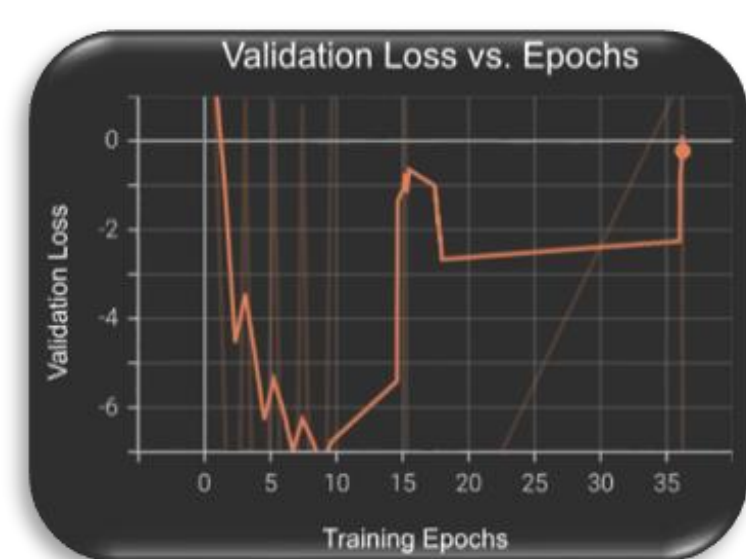 Validation Loss vs. Epochs
Validation Loss
0
-2
-4
-6
0 5 10 15 20 25 30 35
Training Epochs